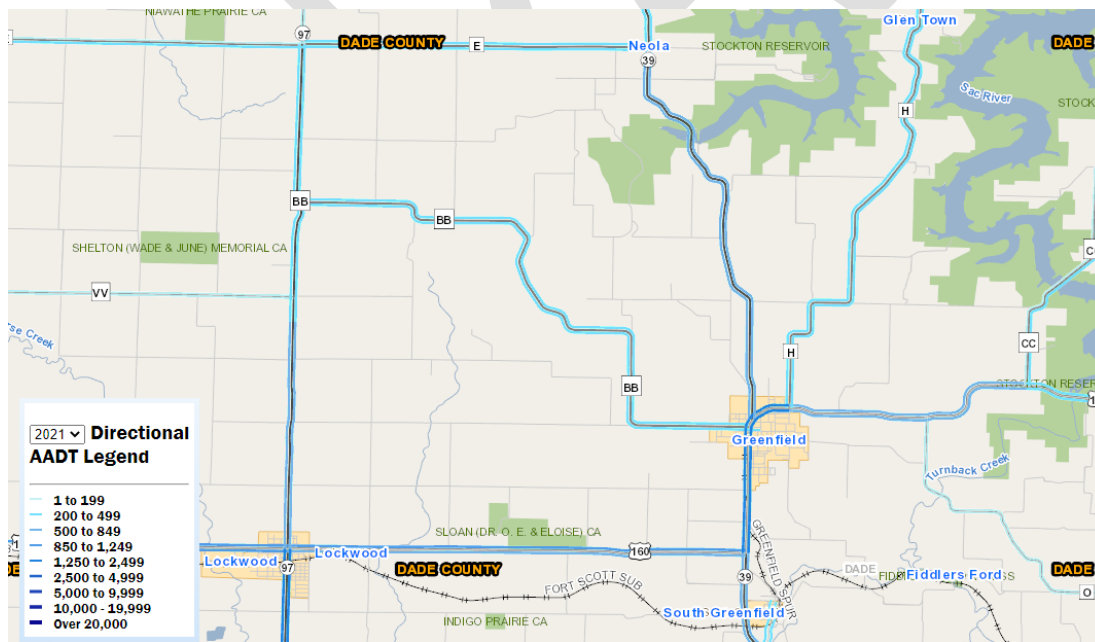 NIAWATHE PRAIRIE CA
Glen Town
97
DADE COUNTY
E
Neola
STOCKTON RESERVOIR
DADE
39
Sac River
STOCK
H
BB
BB
SHELTON (WADE & JUNE) MEMORIAL CA
CC
VV
rse Creek
H
CC
BB
STOCKTON RESER
1
Greenfield
2021 Directional
AADT Legend
1 to 199
200 to 499
500 to 849
850 to 1,249
1,250 to 2,499
2,500 to 4,999
5,000 to 9,999
10,000 - 19,999
Over 20,000
Turnback Creek
SLOAN (DR. O. E. & ELOISE) CA
GREENFIELD SPUR
160
Lockwood
Lockwood
97
DADE COUNTY
FORT SCOTT SUB
39
DADE
Fiddlers Ford
DADE
O
South Greenfield
INDIGO PRAIRIE CA